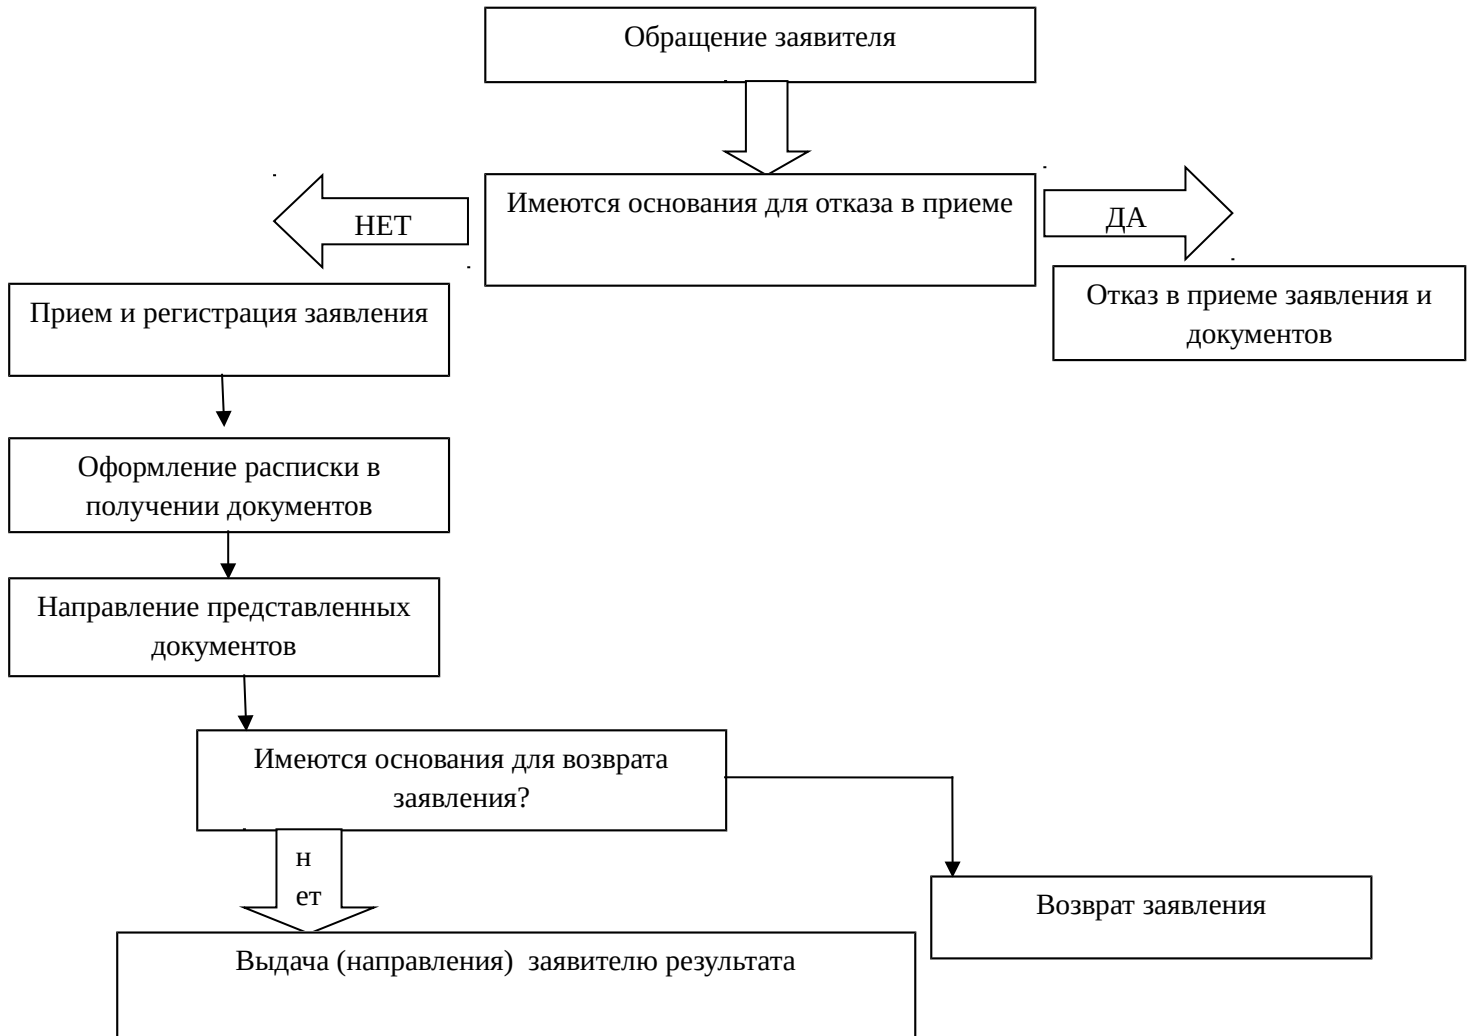 Обращение заявителя
Имеются основания для отказа в приеме
НЕТ
ДА
Отказ в приеме заявления и
документов
Прием и регистрация заявления
Оформление расписки в
получении документов
Направление представленных
документов
Имеются основания для возврата
заявления?
н
ет
Возврат заявления
Выдача (направления) заявителю результата